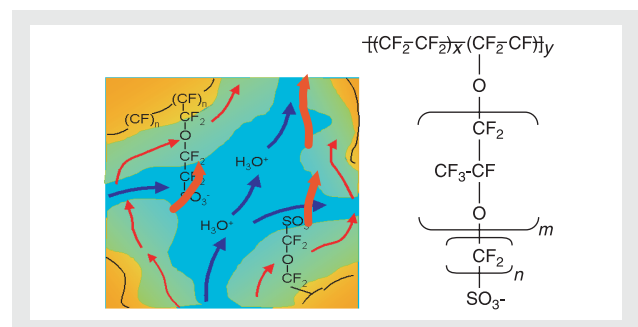 (CF)n
CF2
(CF)n
O
CF2
CF2
SO3-
H3O+
H3O+
SO3
CF2
O
CF2
-[(CF2-CF2)x(CF2-CF)]y
O
CF2
CF3-CF
O
m
CF2
n
SO3-